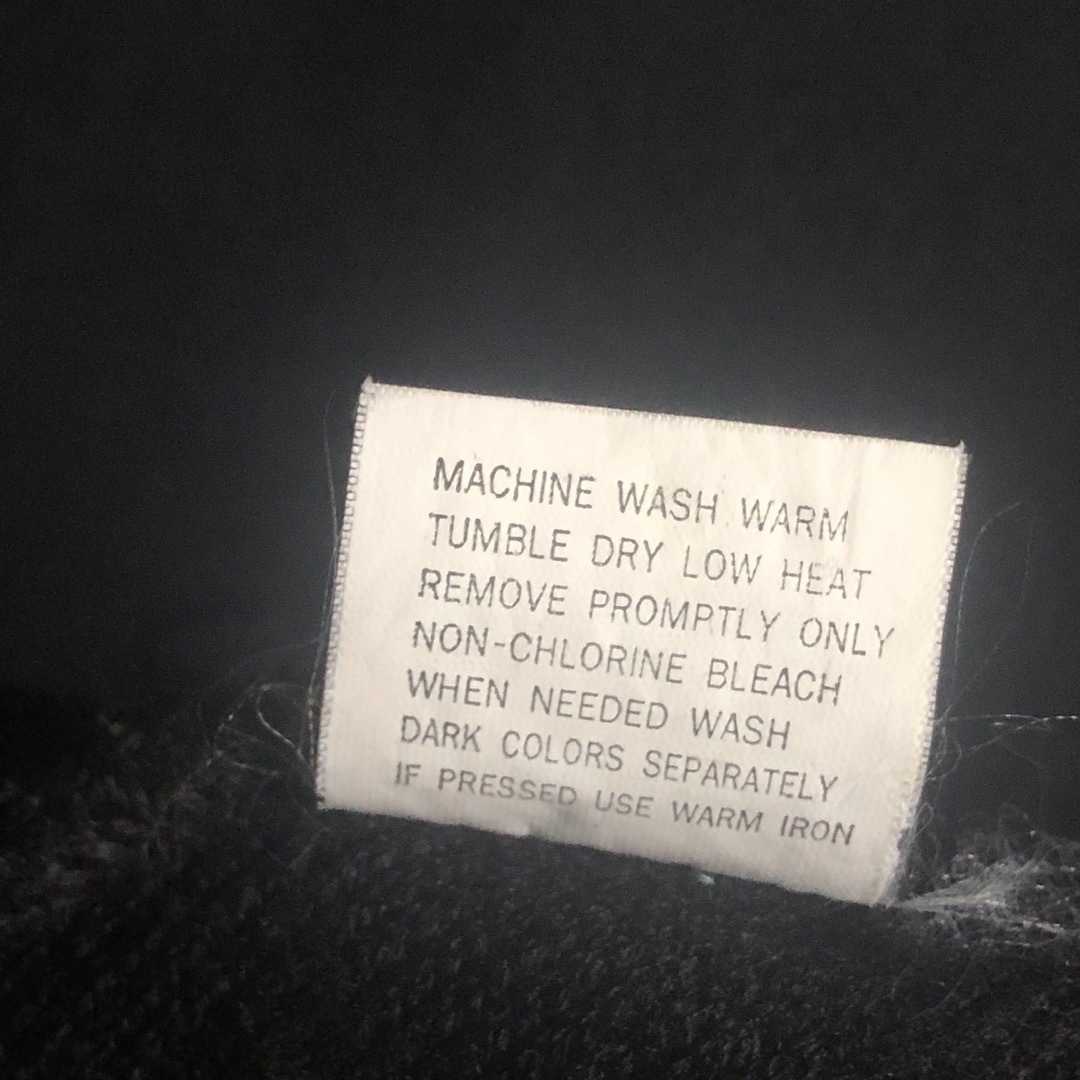 MACHINE WASH WARM
TUMBLE DRY LOW HEAT
REMOVE PROMPTLY ONLY
NON-CHLORINE BLEACH
WHEN NEEDED WASH
DARK COLORS SEPARATELY
IF PRESSED USE WARM IRON